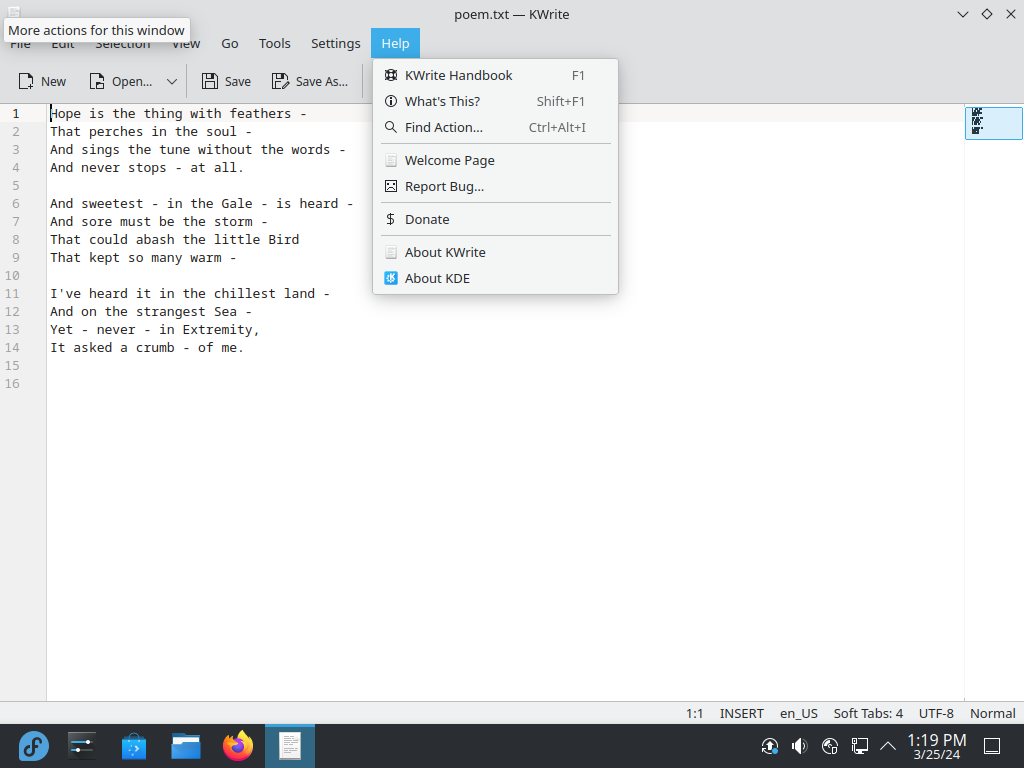 poem.txt — KWrite
More actions for this window
File Edit Selection View Go Tools Settings Help
New Open... Save Save As...
KWrite Handbook F1
What's This? Shift+F1
Find Action... Ctrl+Alt+I
Welcome Page
Report Bug...
Donate
About KWrite
About KDE
1 Hope is the thing with feathers -
2 That perches in the soul -
3 And sings the tune without the words -
4 And never stops - at all.
5
6 And sweetest - in the Gale - is heard -
7 And sore must be the storm -
8 That could abash the little Bird
9 That kept so many warm -
10
11 I've heard it in the chillest land -
12 And on the strangest Sea -
13 Yet - never - in Extremity,
14 It asked a crumb - of me.
15
16
1:1 INSERT en_US Soft Tabs: 4 UTF-8 Normal
1:19 PM
3/25/24